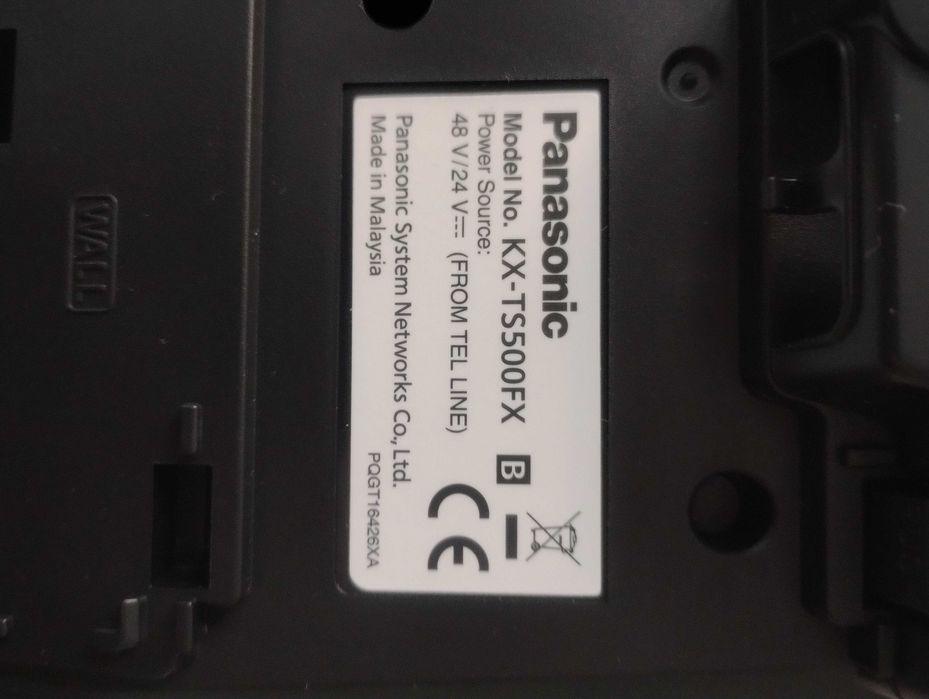 Panasonic
Model No. KX-TS500FX B
Power Source:
48 V/24 V⎓ (FROM TEL LINE)
Panasonic System Networks Co., Ltd.
Made in Malaysia PQGT16426XA
CE
WALL